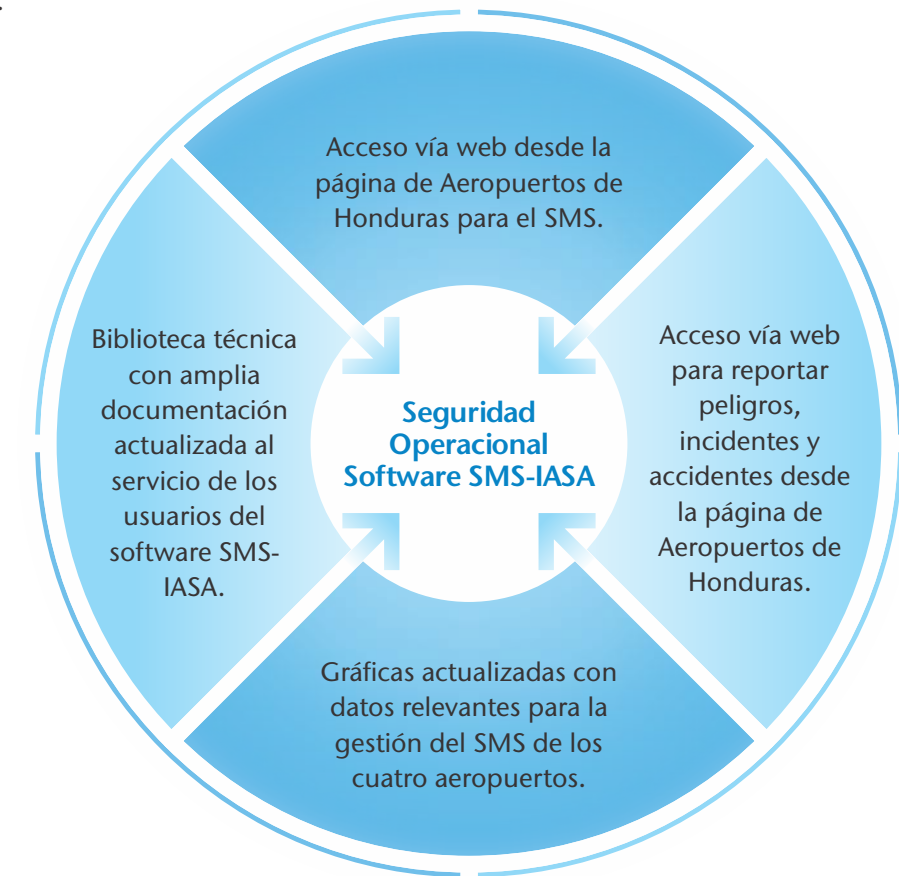 Acceso vía web desde la
página de Aeropuertos de
Honduras para el SMS.
Biblioteca técnica
con amplia
documentación
actualizada al
servicio de los
usuarios del
software SMS-
IASA.
Seguridad
Operacional
Software SMS-IASA
Acceso vía web
para reportar
peligros,
incidentes y
accidentes desde
la página de
Aeropuertos de
Honduras.
Gráficas actualizadas con
datos relevantes para la
gestión del SMS de los
cuatro aeropuertos.